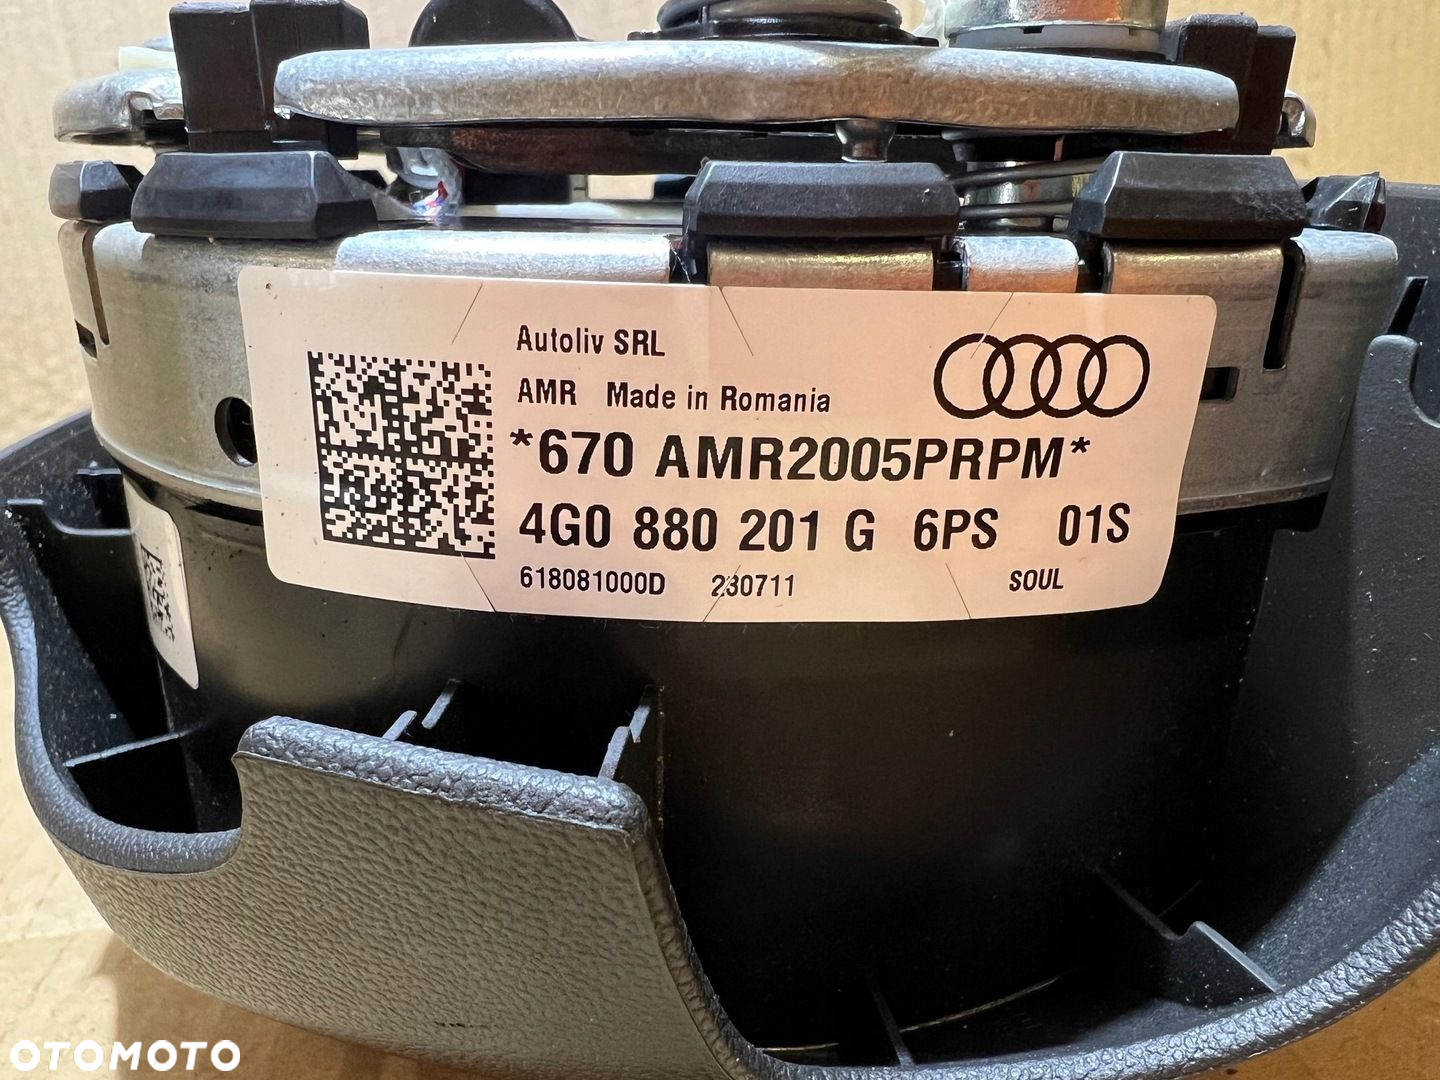 Autoliv SRL
AMR Made in Romania
*670 AMR2005PRPM*
4G0 880 201 G 6PS 01S
618081000D 230711 SOUL
OTOMOTO